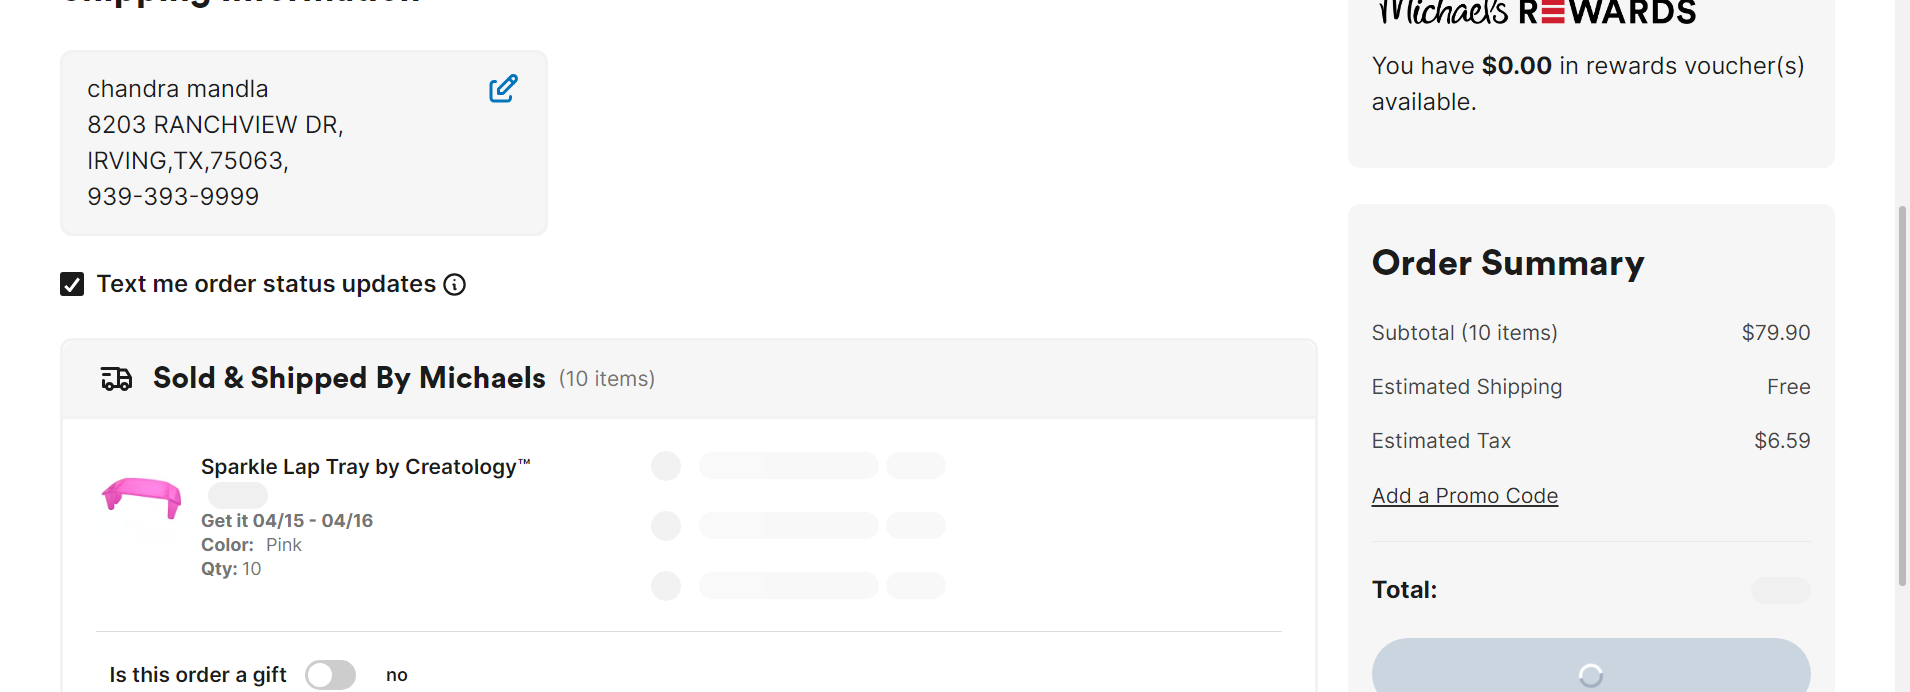 Shipping Information
chandra mandla
8203 RANCHVIEW DR,
IRVING,TX,75063,
939-393-9999
Text me order status updates
Sold & Shipped By Michaels (10 items)
Sparkle Lap Tray by Creatology™
Get it 04/15 - 04/16
Color: Pink
Qty: 10
Is this order a gift no
Michaels REWARDS
You have $0.00 in rewards voucher(s)
available.
Order Summary
Subtotal (10 items) $79.90
Estimated Shipping Free
Estimated Tax $6.59
Add a Promo Code
Total: